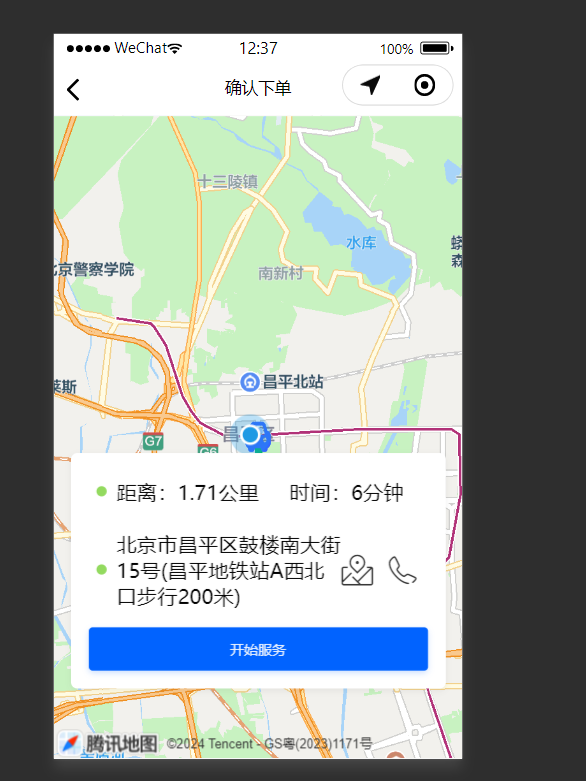 WeChat 12:37 100%
确认下单
十三陵镇
水库
南新村
京警察学院
昌平北站
莱斯
G7
G6
距离：1.71公里 时间：6分钟
北京市昌平区鼓楼南大街
15号(昌平地铁站A西北
口步行200米)
开始服务
腾讯地图 ©2024 Tencent - GS粤(2023)1171号